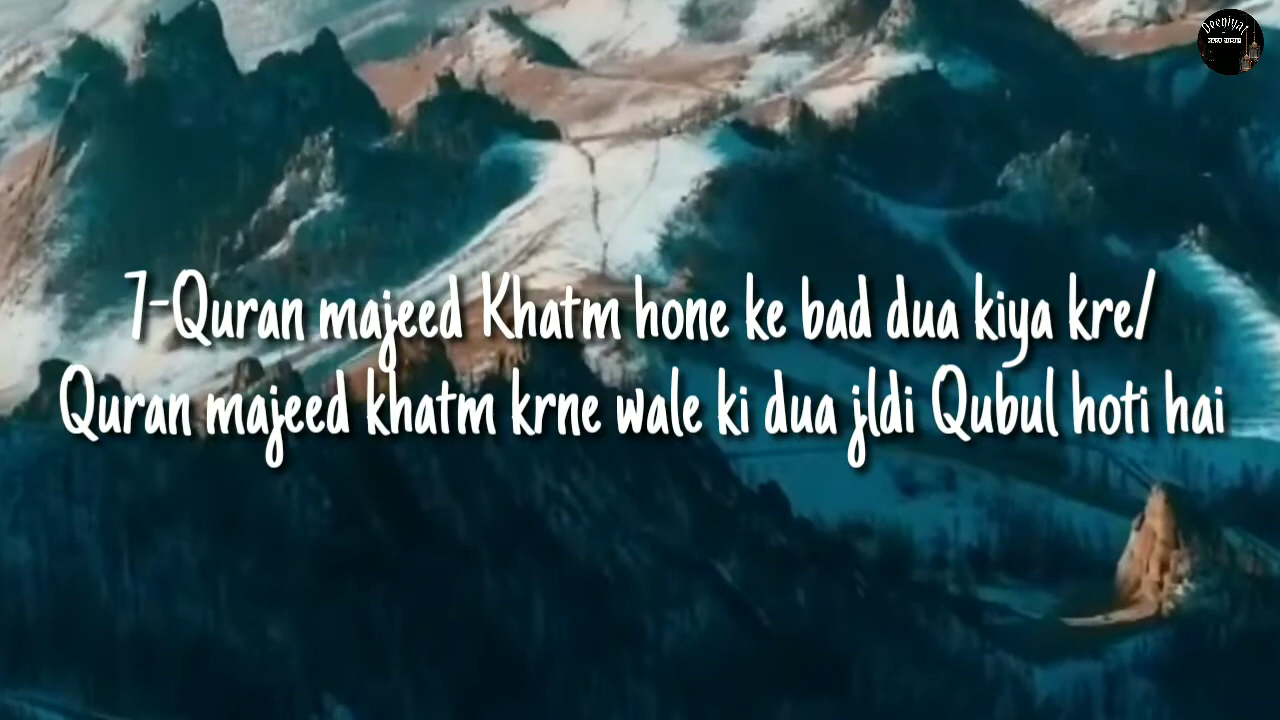 Deeniyat
7-Quran majeed Khatm hone ke bad dua kiya kre/
Quran majeed khatm krne wale ki dua jldi Qubul hoti hai